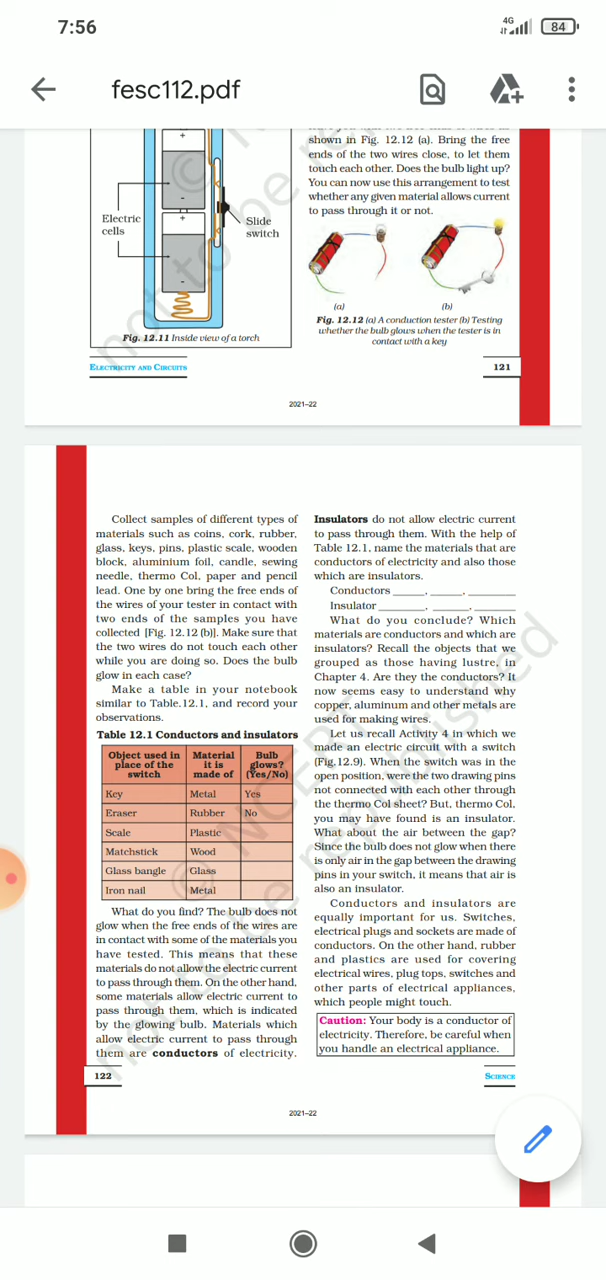 7:56
4G
84
fesc112.pdf
Electric
cells
Slide
switch
+
-
+
-
Fig. 12.11 Inside view of a torch
shown in Fig. 12.12 (a). Bring the free
ends of the two wires close, to let them
touch each other. Does the bulb light up?
You can now use this arrangement to test
whether any given material allows current
to pass through it or not.
(a)
(b)
Fig. 12.12 (a) A conduction tester (b) Testing
whether the bulb glows when the tester is in
contact with a key
ELECTRICITY AND CIRCUITS
121
2021–22
Collect samples of different types of
materials such as coins, cork, rubber,
glass, keys, pins, plastic scale, wooden
block, aluminium foil, candle, sewing
needle, thermo Col, paper and pencil
lead. One by one bring the free ends of
the wires of your tester in contact with
two ends of the samples you have
collected [Fig. 12.12 (b)]. Make sure that
the two wires do not touch each other
while you are doing so. Does the bulb
glow in each case?
Make a table in your notebook
similar to Table.12.1, and record your
observations.
Table 12.1 Conductors and insulators
Object used in place of the switch Material it is made of Bulb glows? (Yes/No)
Key Metal Yes
Eraser Rubber No
Scale Plastic
Matchstick Wood
Glass bangle Glass
Iron nail Metal
What do you find? The bulb does not
glow when the free ends of the wires are
in contact with some of the materials you
have tested. This means that these
materials do not allow the electric current
to pass through them. On the other hand,
some materials allow electric current to
pass through them, which is indicated
by the glowing bulb. Materials which
allow electric current to pass through
them are conductors of electricity.
Insulators do not allow electric current
to pass through them. With the help of
Table 12.1, name the materials that are
conductors of electricity and also those
which are insulators.
Conductors ______, ______, _________
Insulator _________, ______, ________
What do you conclude? Which
materials are conductors and which are
insulators? Recall the objects that we
grouped as those having lustre, in
Chapter 4. Are they the conductors? It
now seems easy to understand why
copper, aluminum and other metals are
used for making wires.
Let us recall Activity 4 in which we
made an electric circuit with a switch
(Fig.12.9). When the switch was in the
open position, were the two drawing pins
not connected with each other through
the thermo Col sheet? But, thermo Col,
you may have found is an insulator.
What about the air between the gap?
Since the bulb does not glow when there
is only air in the gap between the drawing
pins in your switch, it means that air is
also an insulator.
Conductors and insulators are
equally important for us. Switches,
electrical plugs and sockets are made of
conductors. On the other hand, rubber
and plastics are used for covering
electrical wires, plug tops, switches and
other parts of electrical appliances,
which people might touch.
Caution: Your body is a conductor of
electricity. Therefore, be careful when
you handle an electrical appliance.
122
SCIENCE
2021–22
© NCERT
not to be republished